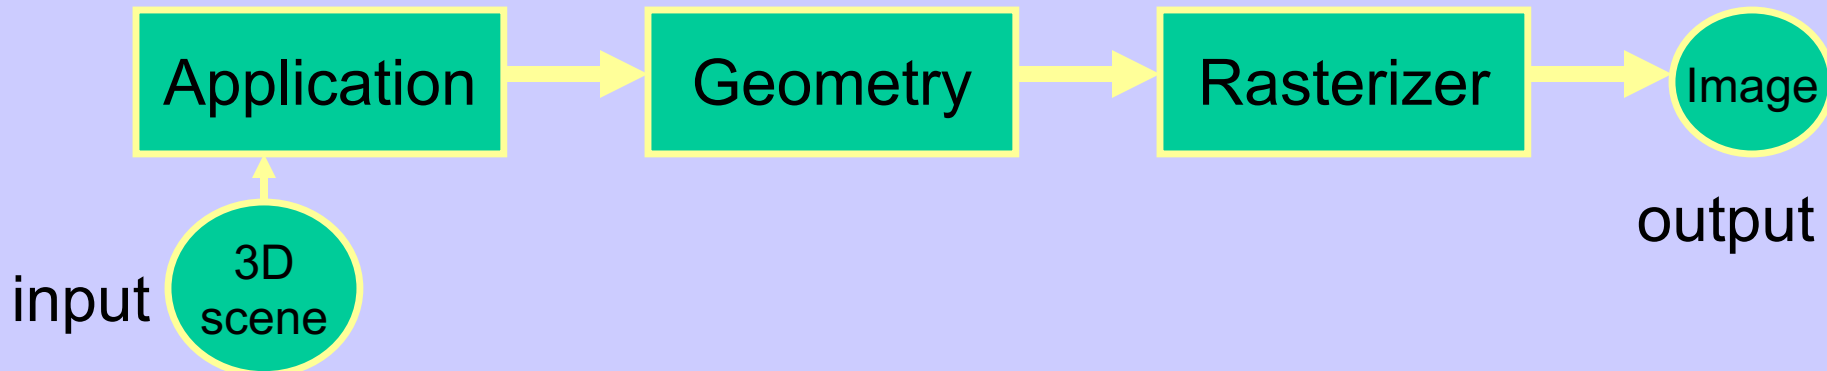 Application
Geometry
Rasterizer
Image
output
input
3D
scene